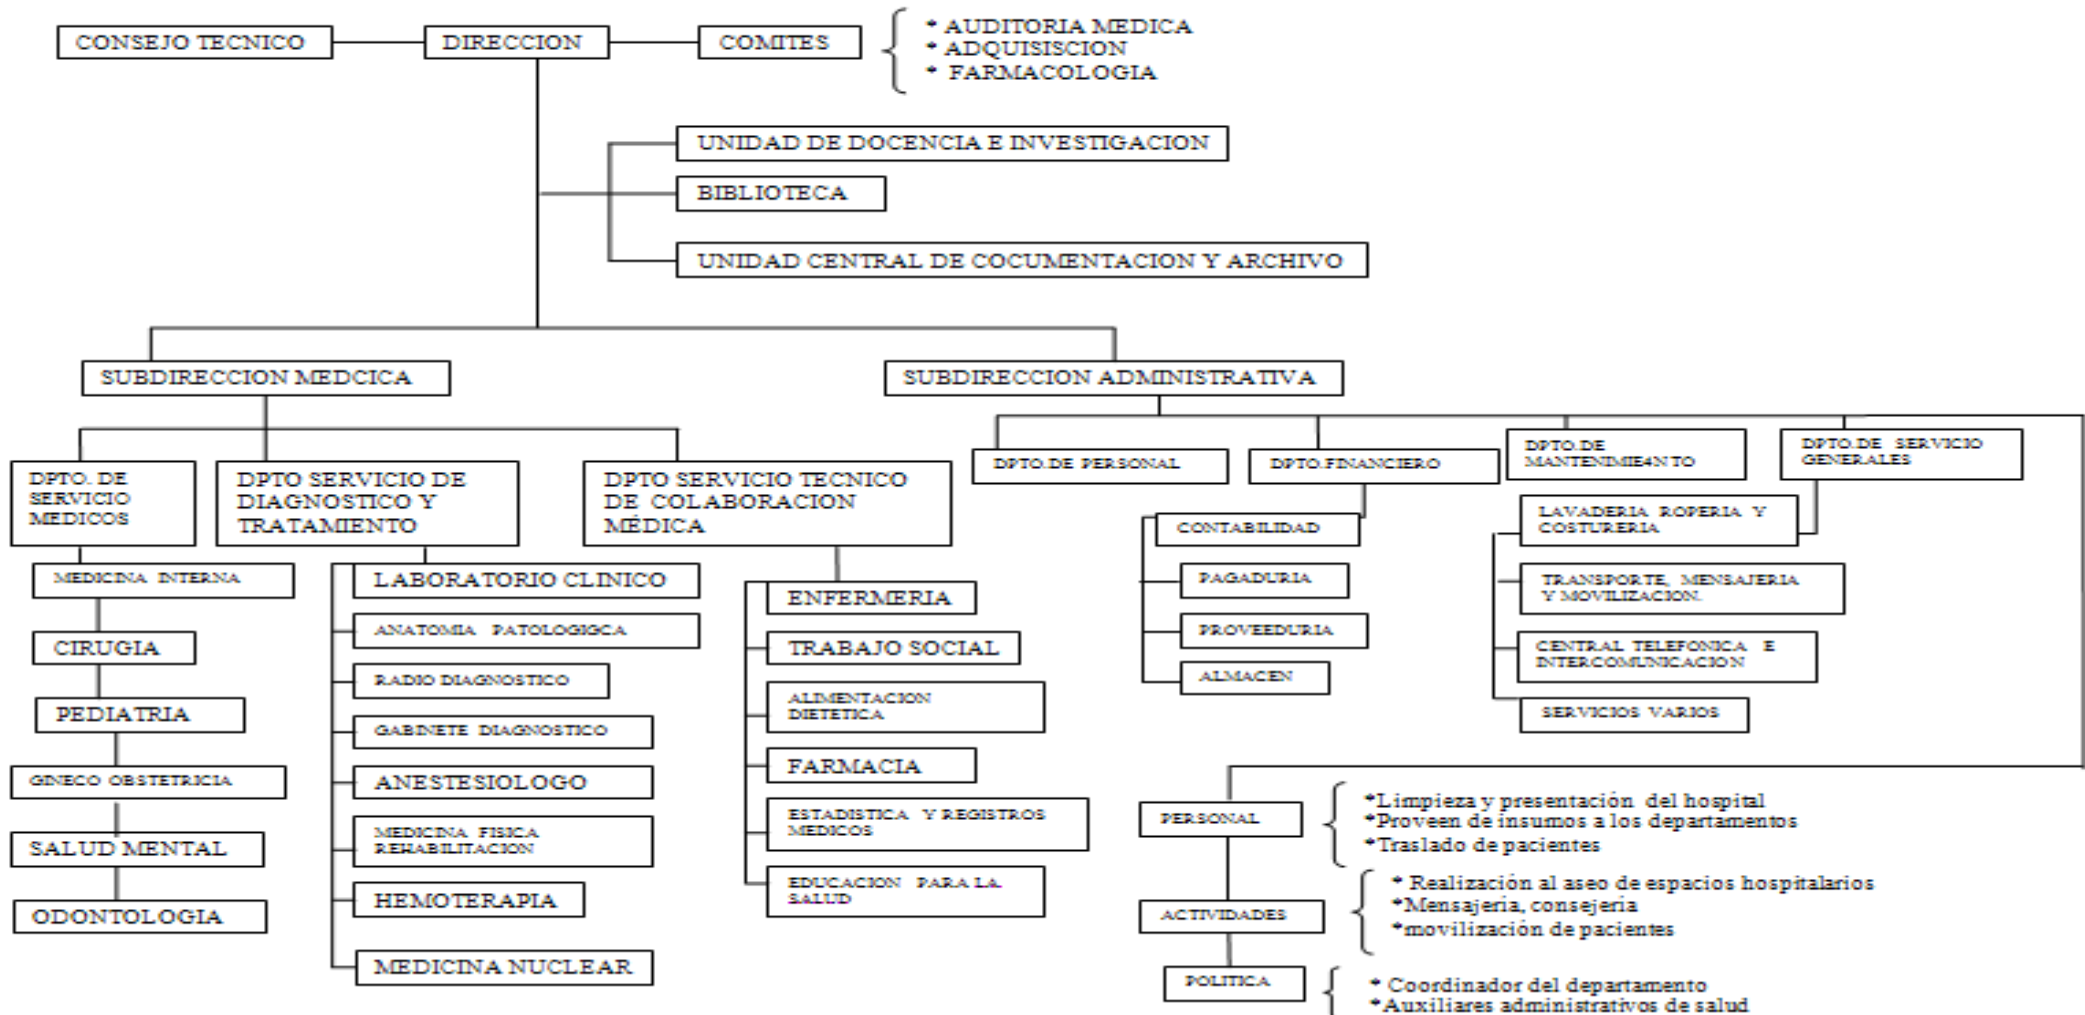 CONSEJO TECNICO
DIRECCION
COMITES
* AUDITORIA MEDICA
* ADQUISISCION
* FARMACOLOGIA
UNIDAD DE DOCENCIA E INVESTIGACION
BIBLIOTECA
UNIDAD CENTRAL DE COCUMENTACION Y ARCHIVO
SUBDIRECCION MEDCICA
SUBDIRECCION ADMINISTRATIVA
DPTO. DE
SERVICIO
MEDICOS
DPTO SERVICIO DE
DIAGNOSTICO Y
TRATAMIENTO
DPTO SERVICIO TECNICO
DE COLABORACION
MÉDICA
DPTO.DE PERSONAL
DPTO.FINANCIERO
DPTO.DE
MANTENIMIE4NTO
DPTO.DE SERVICIO
GENERALES
MEDICINA INTERNA
CIRUGIA
PEDIATRIA
GINECO OBSTETRICIA
SALUD MENTAL
ODONTOLOGIA
LABORATORIO CLINICO
ANATOMIA PATOLOGIGCA
RADIO DIAGNOSTICO
GABINETE DIAGNOSTICO
ANESTESIOLOGO
MEDICINA FISICA
REHABILITACION
HEMOTERAPIA
MEDICINA NUCLEAR
ENFERMERIA
TRABAJO SOCIAL
ALIMENTACION
DIETETICA
FARMACIA
ESTADISTICA Y REGISTROS
MEDICOS
EDUCACION PARA LA
SALUD
CONTABILIDAD
PAGADURIA
PROVEEDURIA
ALMACEN
LAVADERIA ROPERIA Y
COSTURERIA
TRANSPORTE, MENSAJERIA
Y MOVILIZACION.
CENTRAL TELEFONICA E
INTERCOMUNICACION
SERVICIOS VARIOS
PERSONAL
*Limpieza y presentación del hospital
*Proveen de insumos a los departamentos
*Traslado de pacientes
ACTIVIDADES
* Realización al aseo de espacios hospitalarios
*Mensajería, consejería
*movilización de pacientes
POLITICA
* Coordinador del departamento
*Auxiliares administrativos de salud